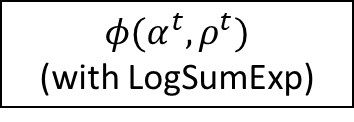 𝜙(𝛼ᵗ, 𝜌ᵗ)
(with LogSumExp)